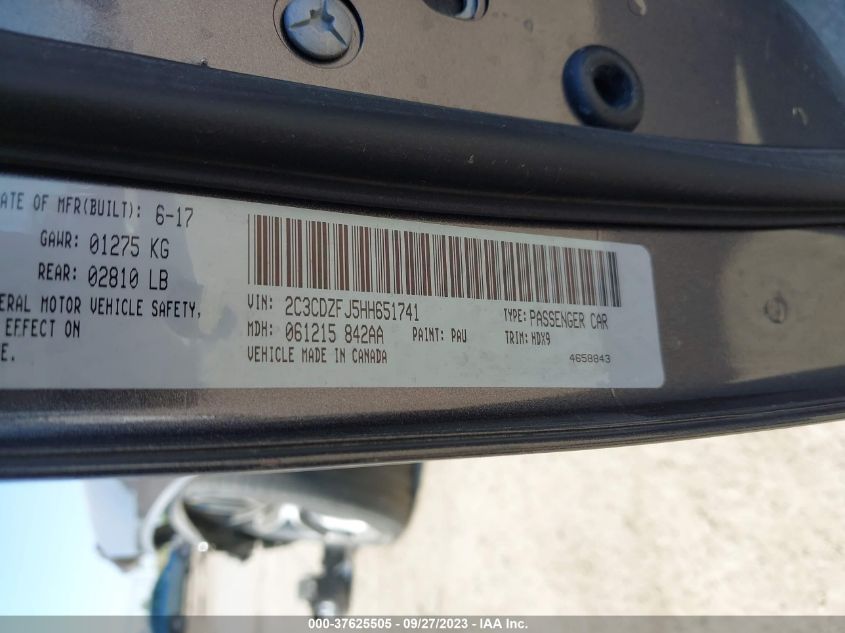 ATE OF MFR(BUILT): 6-17
GAWR: 01275 KG
REAR: 02810 LB
ERAL MOTOR VEHICLE SAFETY,
EFFECT ON
E.
VIN: 2C3CDZFJ5HH651741
TYPE: PASSENGER CAR
MDH: 061215 842AA
PAINT: PAU
TRIM: HDX9
VEHICLE MADE IN CANADA
4658843
000-37625505 - 09/27/2023 - IAA Inc.